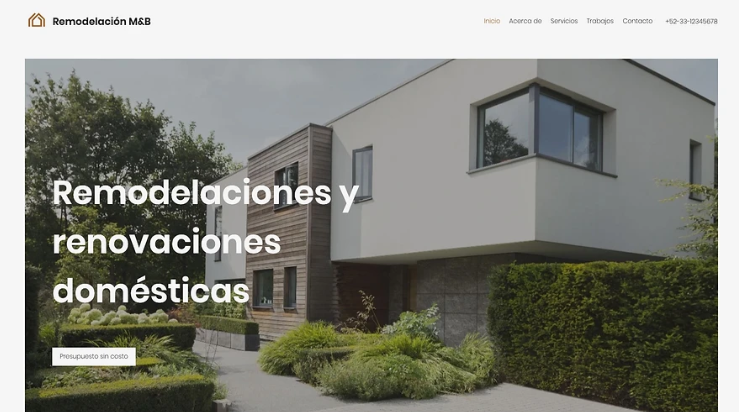 Remodelación M&B
Inicio Acerca de Servicios Trabajos Contacto +52-33-12345678
Remodelaciones y
renovaciones
domésticas
Presupuesto sin costo